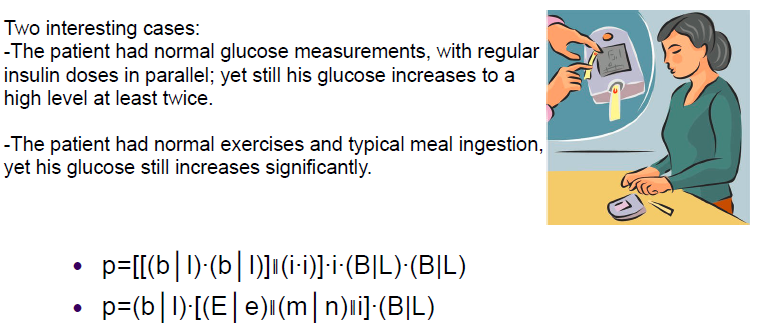 Two interesting cases:
-The patient had normal glucose measurements, with regular
insulin doses in parallel; yet still his glucose increases to a
high level at least twice.
-The patient had normal exercises and typical meal ingestion,
yet his glucose still increases significantly.
• p=[[(b|l)·(b|l)]‖(i·i)]·i·(B|L)·(B|L)
• p=(b|l)·[(E|e)‖(m|n)‖i]·(B|L)